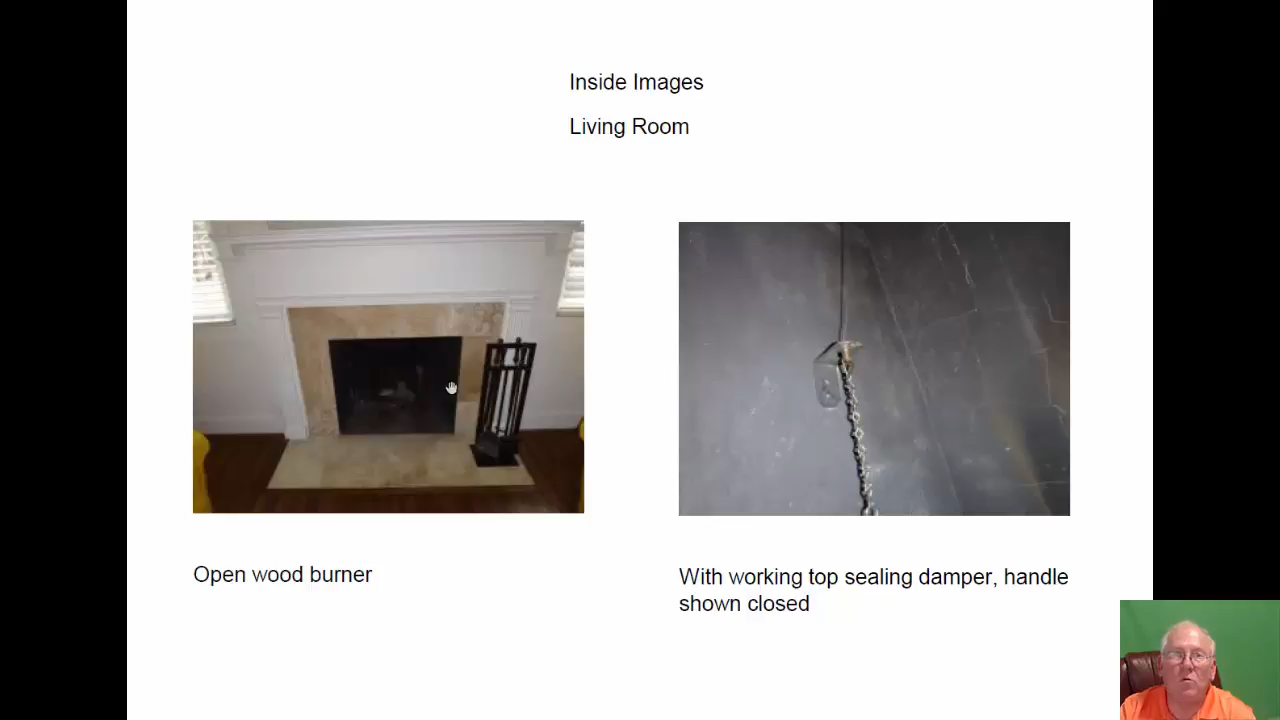 Inside Images
Living Room
Open wood burner
With working top sealing damper, handle
shown closed